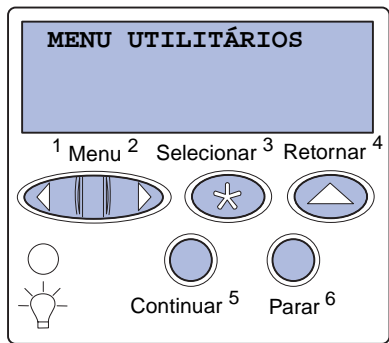 MENU UTILITÁRIOS
1 Menu 2 Selecionar 3 Retornar 4
Continuar 5 Parar 6